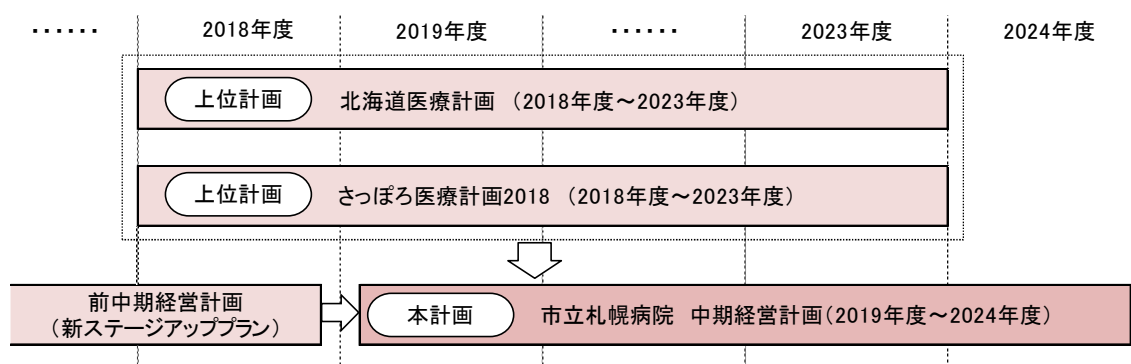 …… 2018年度 2019年度 …… 2023年度 2024年度
上位計画 北海道医療計画 （2018年度～2023年度）
上位計画 さっぽろ医療計画2018 （2018年度～2023年度）
前中期経営計画
（新ステージアッププラン）
本計画 市立札幌病院 中期経営計画（2019年度～2024年度）